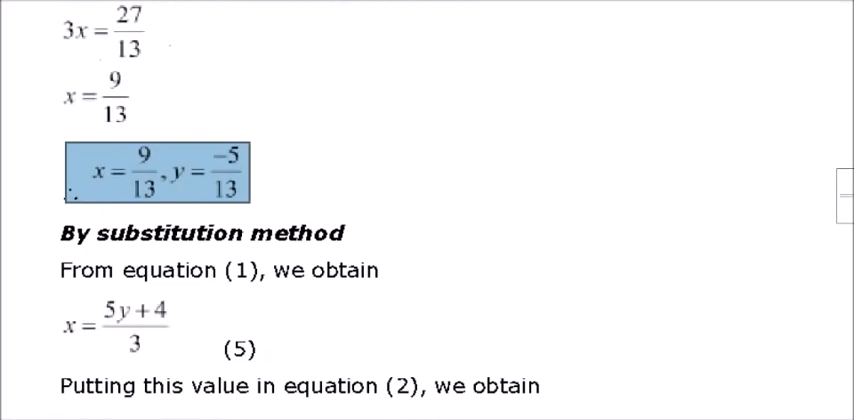 3x = 27/13
x = 9/13
∴ x = 9/13, y = -5/13
By substitution method
From equation (1), we obtain
x = (5y + 4)/3 (5)
Putting this value in equation (2), we obtain